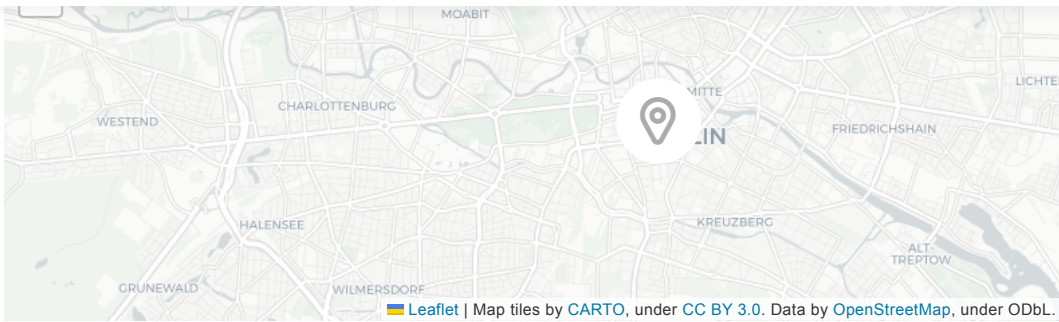 MOABIT
LICHTE
MITTE
CHARLOTTENBURG
WESTEND
FRIEDRICHSHAIN
LIN
KREUZBERG
HALENSEE
ALT-
TREPTOW
GRUNEWALD
WILMERSDORF
Leaflet | Map tiles by CARTO, under CC BY 3.0. Data by OpenStreetMap, under ODbL.